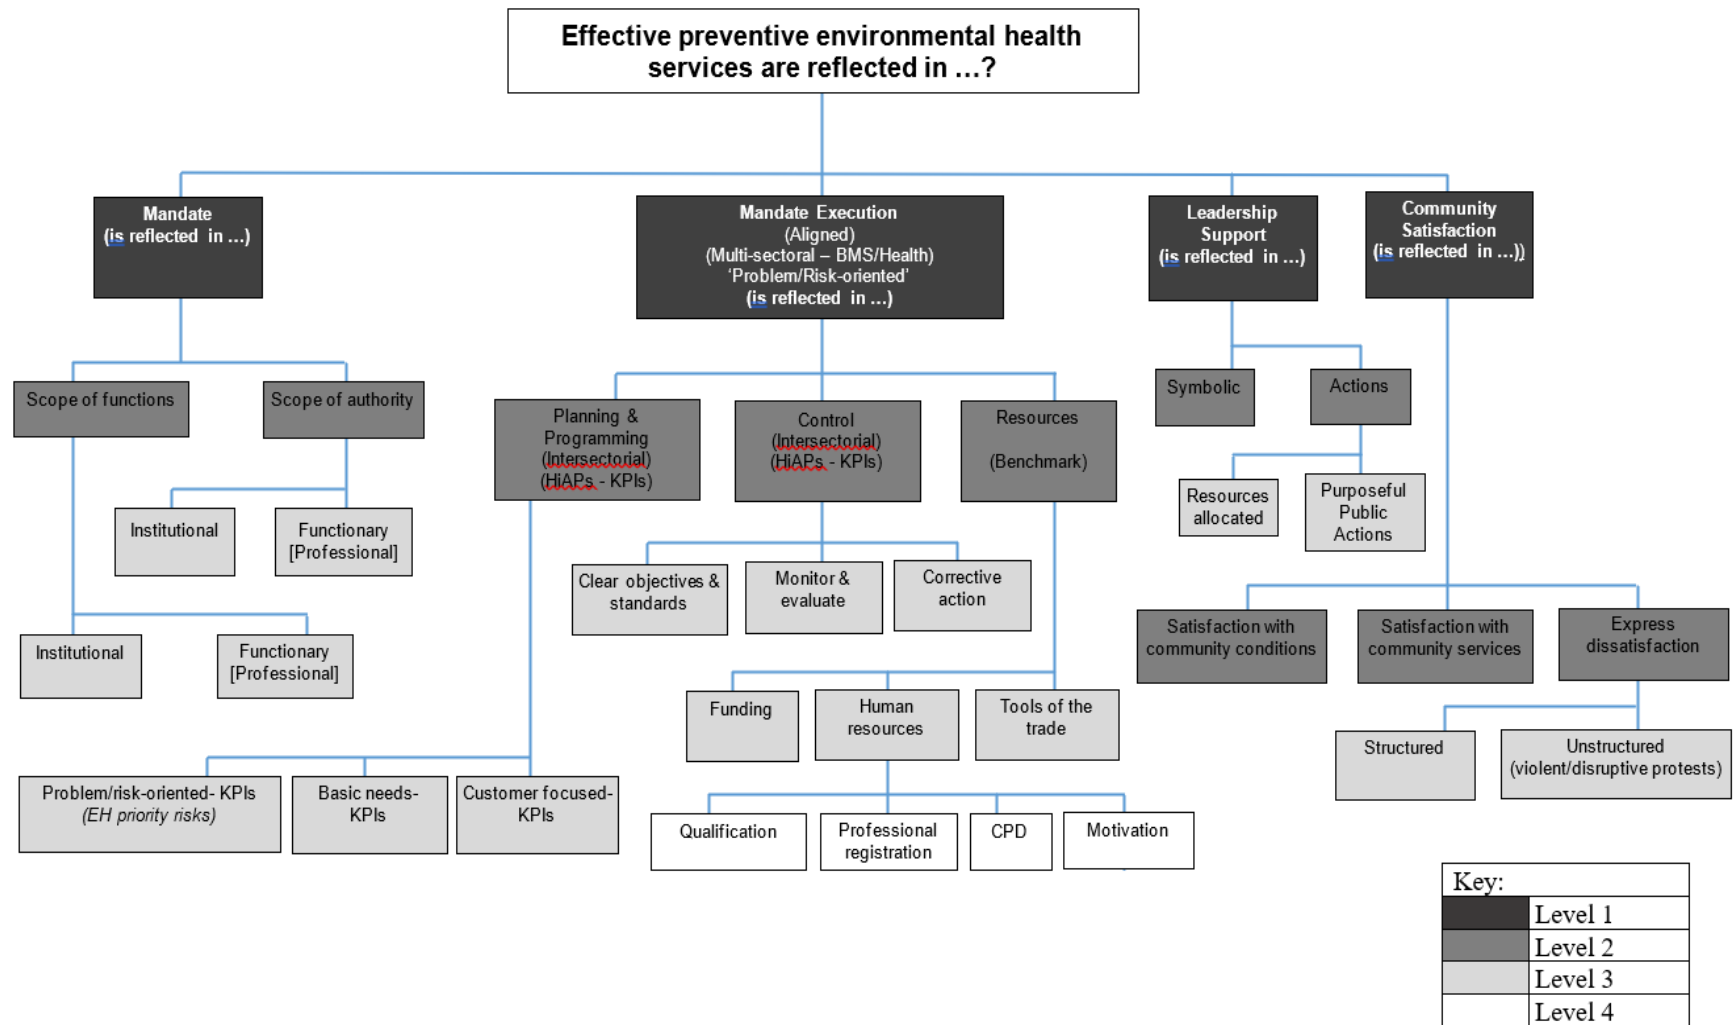 Effective preventive environmental health
services are reflected in …?
Mandate
(is reflected in …)
Mandate Execution
(Aligned)
(Multi-sectoral – BMS/Health)
‘Problem/Risk-oriented’
(is reflected in …)
Leadership
Support
(is reflected in …)
Community
Satisfaction
(is reflected in …))
Scope of functions
Scope of authority
Planning &
Programming
(Intersectorial)
(HiAPs - KPIs)
Control
(Intersectorial)
(HiAPs - KPIs)
Resources
(Benchmark)
Symbolic
Actions
Institutional
Functionary
[Professional]
Resources
allocated
Purposeful
Public
Actions
Clear objectives &
standards
Monitor &
evaluate
Corrective
action
Institutional
Functionary
[Professional]
Satisfaction with
community conditions
Satisfaction with
community services
Express
dissatisfaction
Funding
Human
resources
Tools of the
trade
Structured
Unstructured
(violent/disruptive protests)
Problem/risk-oriented- KPIs
(EH priority risks)
Basic needs-
KPIs
Customer focused-
KPIs
Qualification
Professional
registration
CPD
Motivation
Key:
Level 1
Level 2
Level 3
Level 4